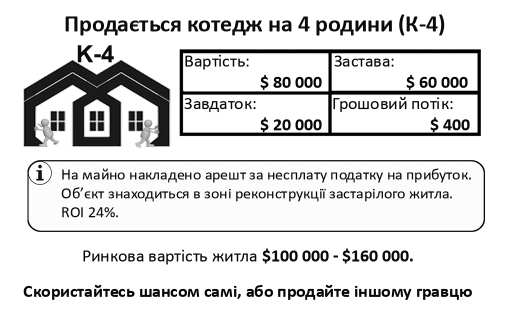 Продається котедж на 4 родини (К-4)
К-4
Вартість:
$ 80 000
Застава:
$ 60 000
Завдаток:
$ 20 000
Грошовий потік:
$ 400
i
На майно накладено арешт за несплату податку на прибуток.
Об’єкт знаходиться в зоні реконструкції застарілого житла.
ROI 24%.
Ринкова вартість житла $100 000 - $160 000.
Скористайтесь шансом самі, або продайте іншому гравцю